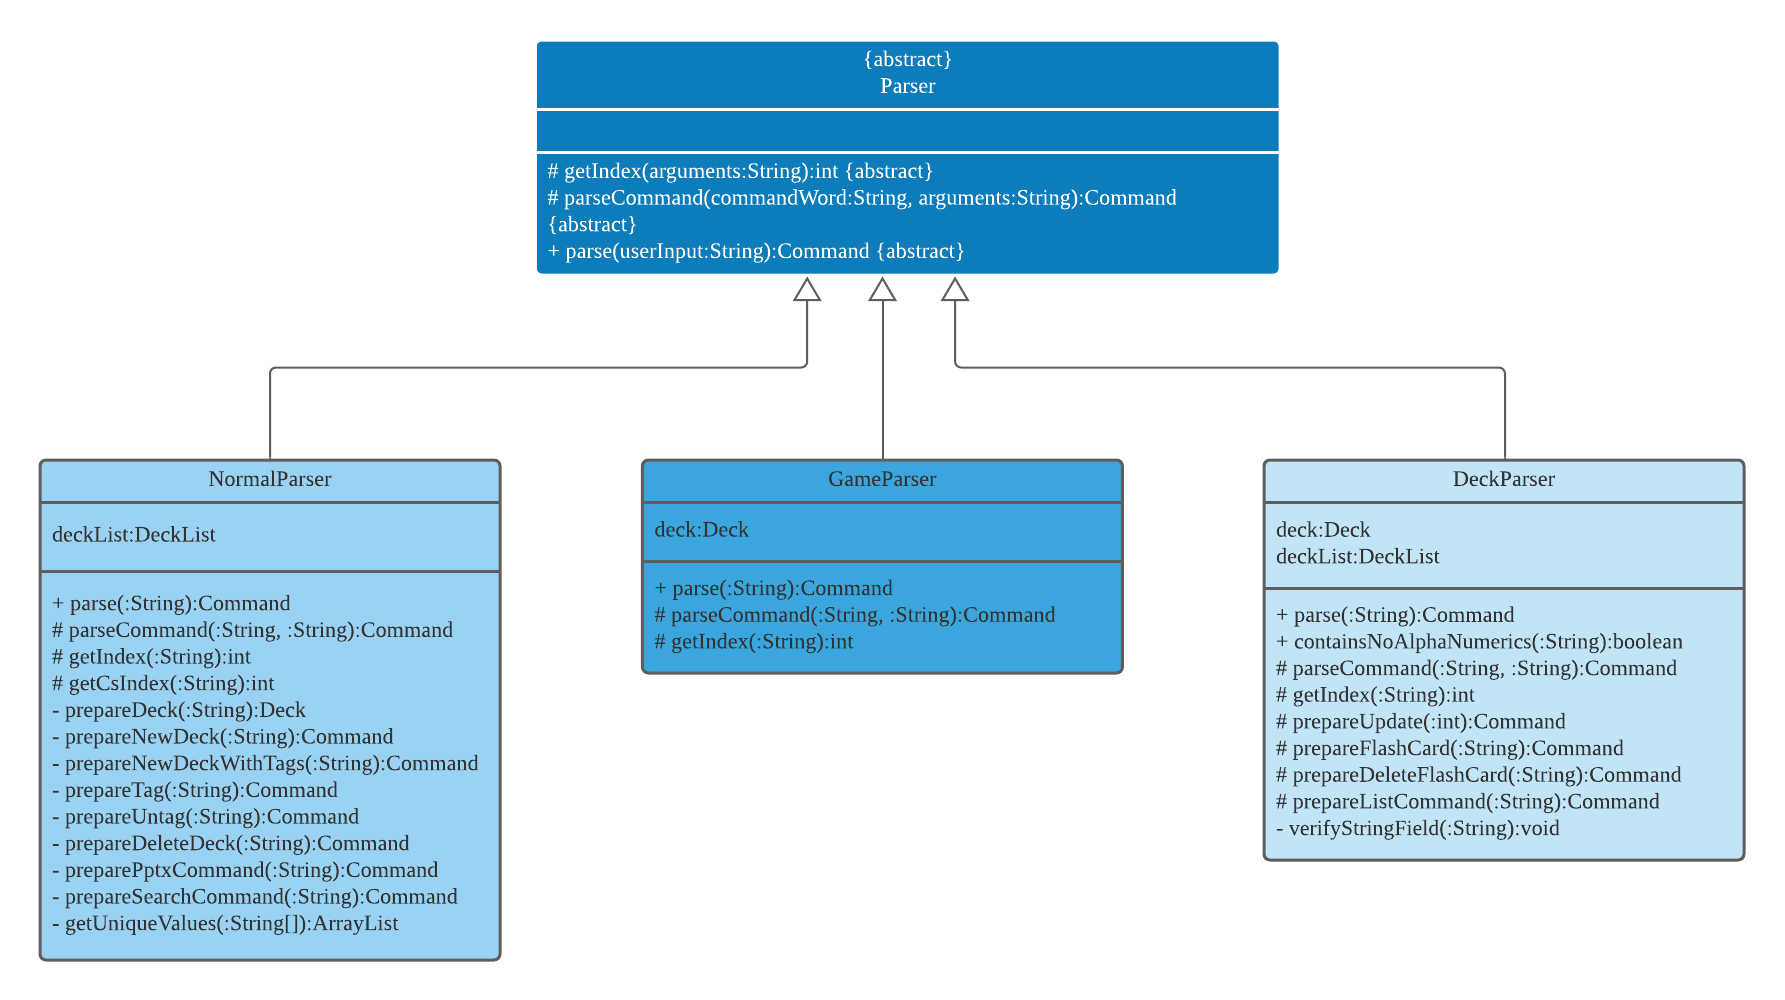 {abstract}
Parser
# getIndex(arguments:String):int {abstract}
# parseCommand(commandWord:String, arguments:String):Command
{abstract}
+ parse(userInput:String):Command {abstract}
NormalParser
deckList:DeckList
+ parse(:String):Command
# parseCommand(:String, :String):Command
# getIndex(:String):int
# getCsIndex(:String):int
- prepareDeck(:String):Deck
- prepareNewDeck(:String):Command
- prepareNewDeckWithTags(:String):Command
- prepareTag(:String):Command
- prepareUntag(:String):Command
- prepareDeleteDeck(:String):Command
- preparePptxCommand(:String):Command
- prepareSearchCommand(:String):Command
- getUniqueValues(:String[]):ArrayList
GameParser
deck:Deck
+ parse(:String):Command
# parseCommand(:String, :String):Command
# getIndex(:String):int
DeckParser
deck:Deck
deckList:DeckList
+ parse(:String):Command
+ containsNoAlphaNumerics(:String):boolean
# parseCommand(:String, :String):Command
# getIndex(:String):int
# prepareUpdate(:int):Command
# prepareFlashCard(:String):Command
# prepareDeleteFlashCard(:String):Command
# prepareListCommand(:String):Command
- verifyStringField(:String):void